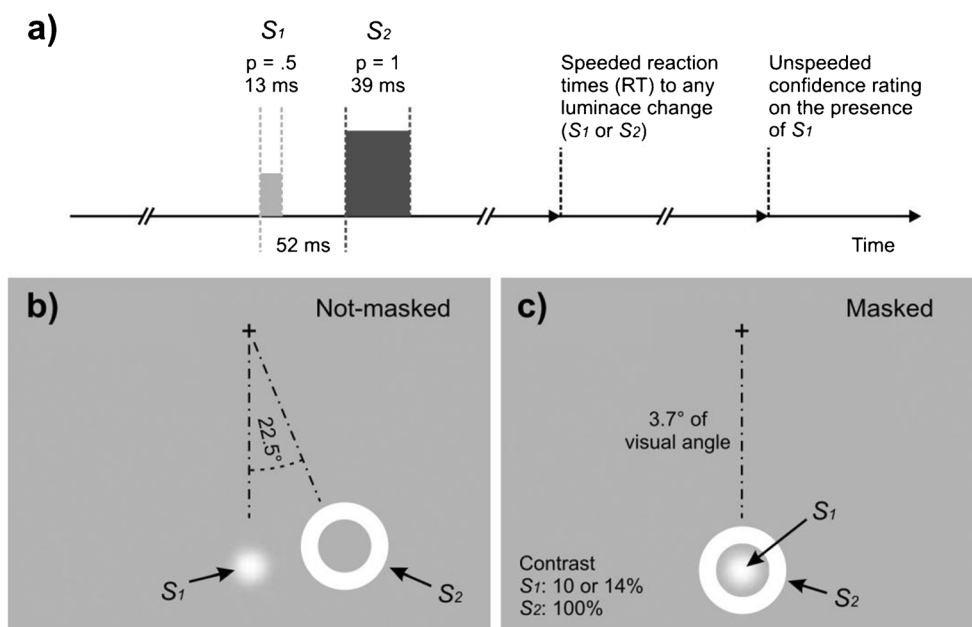 a)
S1
S2
p = .5
p = 1
13 ms
39 ms
Speeded reaction
times (RT) to any
luminace change
(S1 or S2)
Unspeeded
confidence rating
on the presence
of S1
52 ms
Time
b)
Not-masked
+
22.5°
S1
S2
c)
Masked
+
3.7° of
visual angle
S1
Contrast
S1: 10 or 14%
S2: 100%
S2